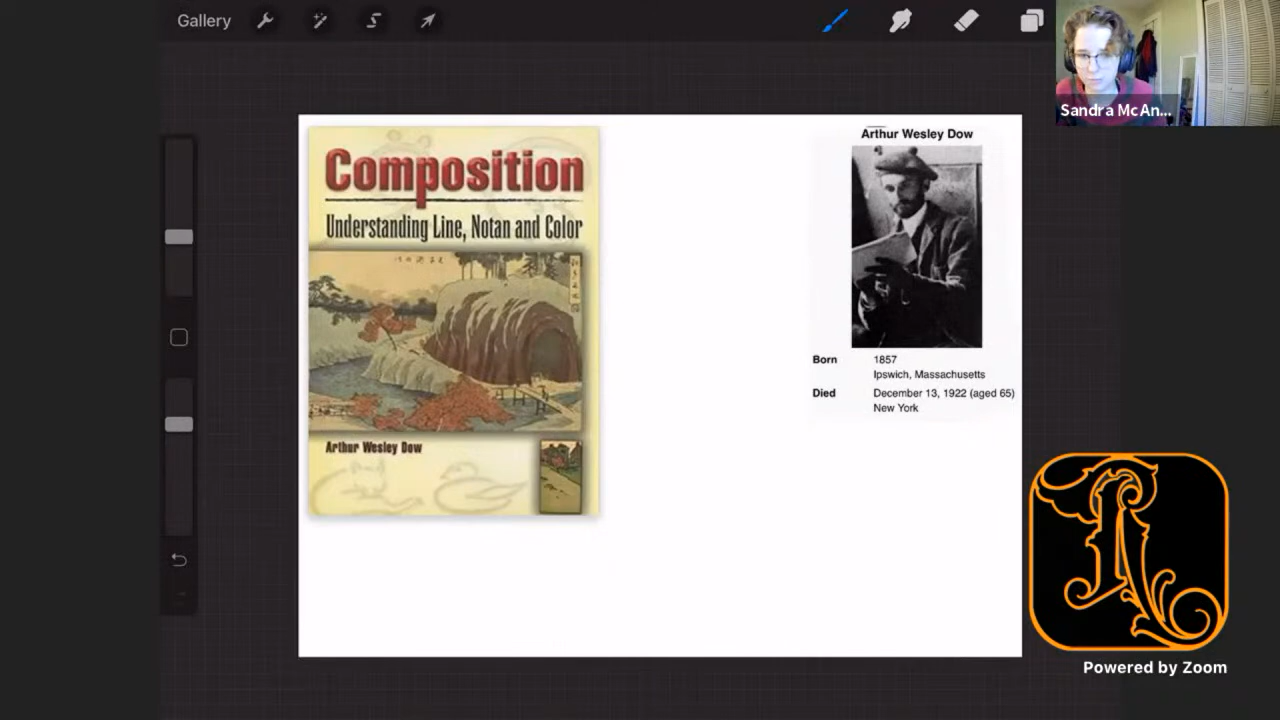 Gallery
Sandra McAn...
Composition
Understanding Line, Notan and Color
Arthur Wesley Dow
Arthur Wesley Dow
Born 1857
Ipswich, Massachusetts
Died December 13, 1922 (aged 65)
New York
Powered by Zoom